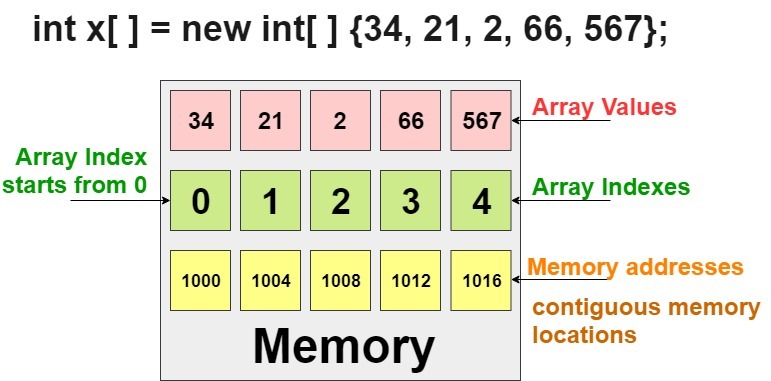 int x[ ] = new int[ ] {34, 21, 2, 66, 567};
34 21 2 66 567
Array Values
Array Index
starts from 0
0 1 2 3 4
Array Indexes
1000 1004 1008 1012 1016
Memory addresses
contiguous memory
locations
Memory